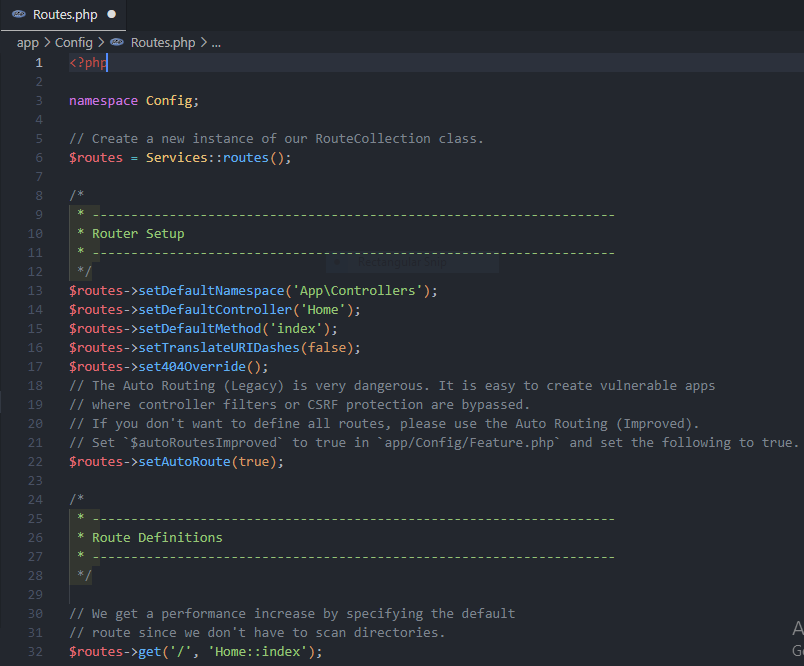 Routes.php
app > Config > Routes.php > ...
1 <?php
2
3 namespace Config;
4
5 // Create a new instance of our RouteCollection class.
6 $routes = Services::routes();
7
8 /*
9 * --------------------------------------------------------------------
10 * Router Setup
11 * --------------------------------------------------------------------
12 */
13 $routes->setDefaultNamespace('App\Controllers');
14 $routes->setDefaultController('Home');
15 $routes->setDefaultMethod('index');
16 $routes->setTranslateURIDashes(false);
17 $routes->set404Override();
18 // The Auto Routing (Legacy) is very dangerous. It is easy to create vulnerable apps
19 // where controller filters or CSRF protection are bypassed.
20 // If you don't want to define all routes, please use the Auto Routing (Improved).
21 // Set `$autoRoutesImproved` to true in `app/Config/Feature.php` and set the following to true.
22 $routes->setAutoRoute(true);
23
24 /*
25 * --------------------------------------------------------------------
26 * Route Definitions
27 * --------------------------------------------------------------------
28 */
29
30 // We get a performance increase by specifying the default
31 // route since we don't have to scan directories.
32 $routes->get('/', 'Home::index');